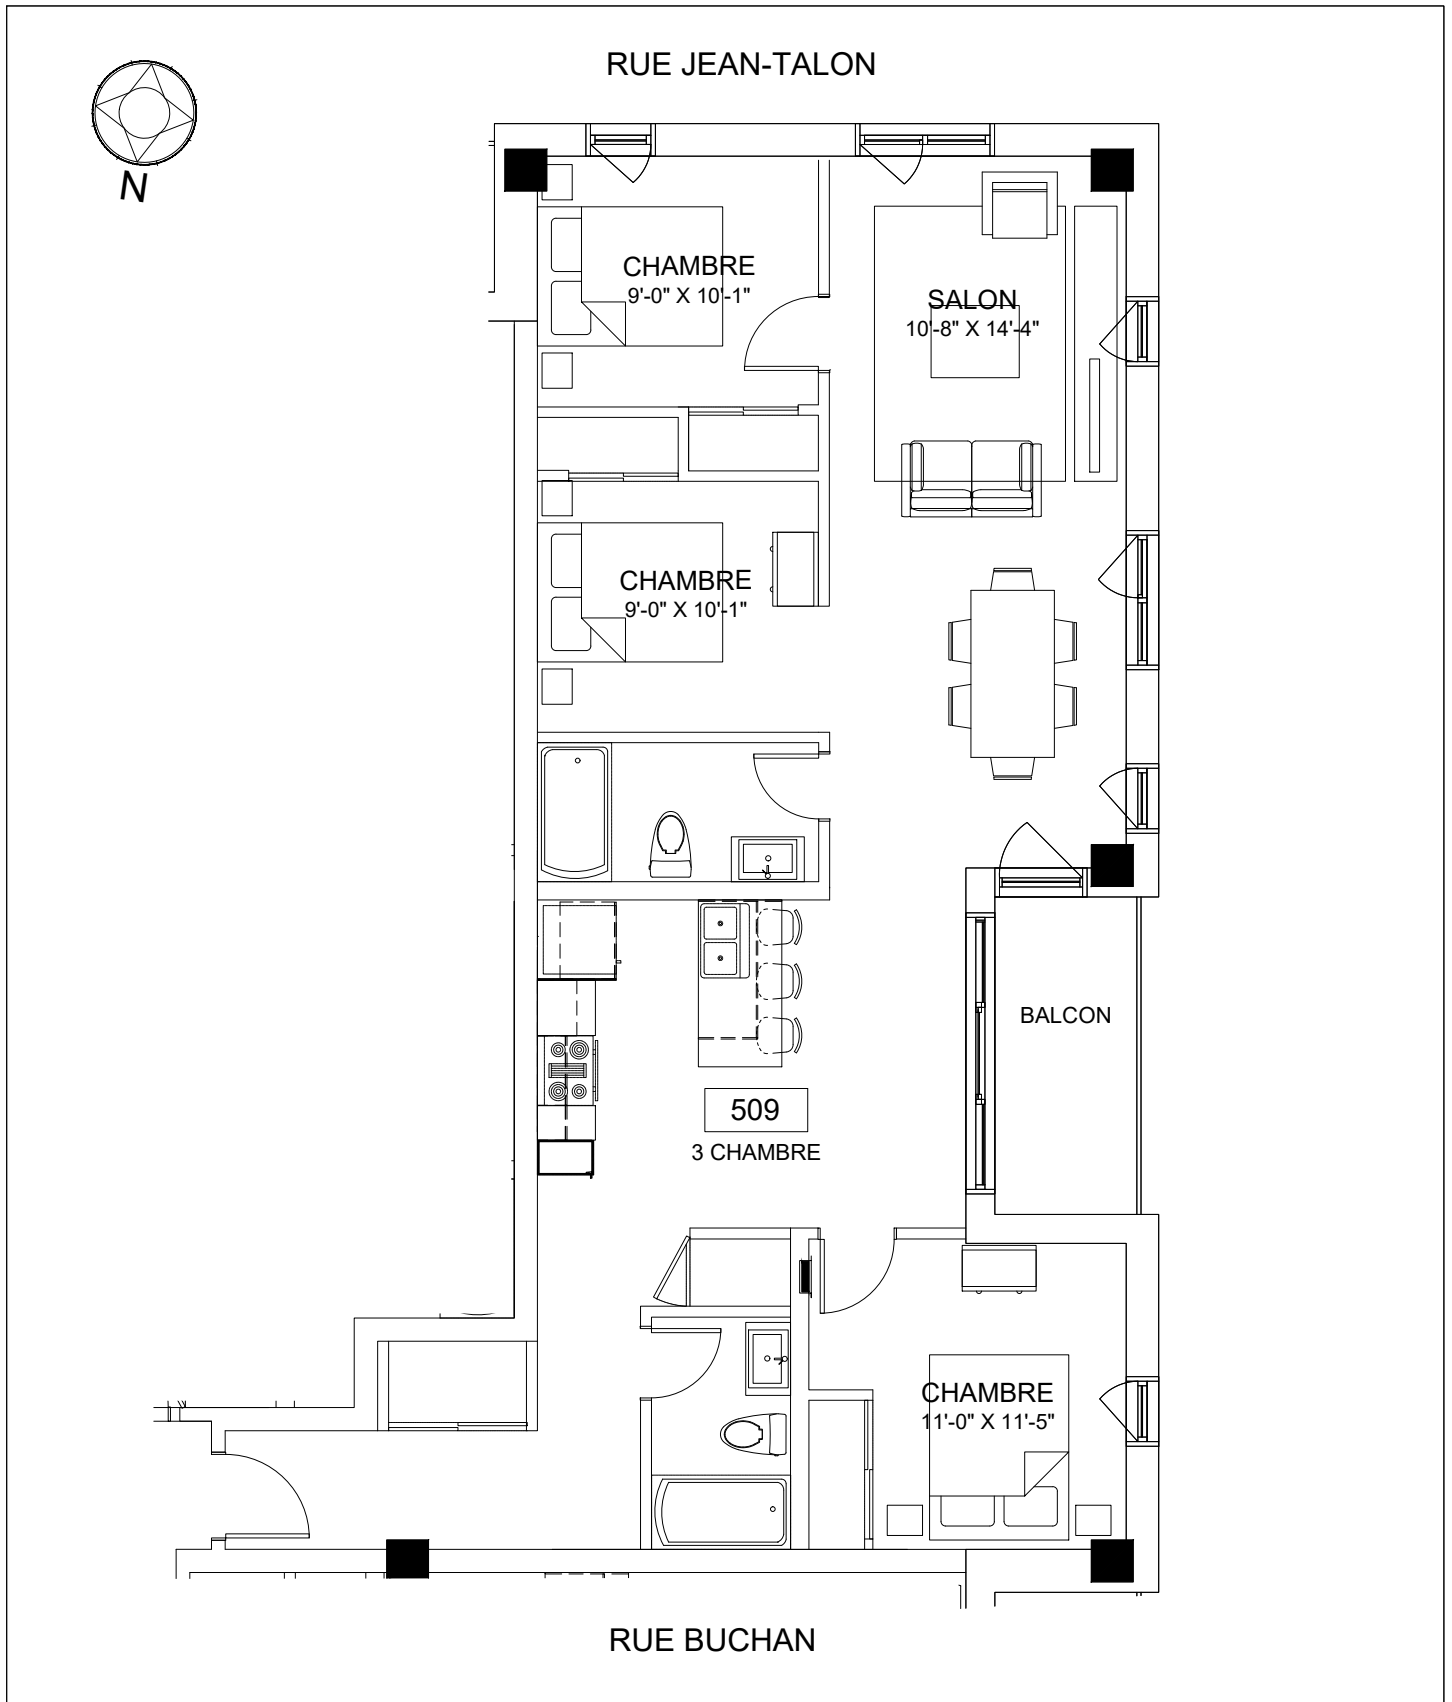 RUE JEAN-TALON
N
CHAMBRE
9'-0" X 10'-1"
SALON
10'-8" X 14'-4"
CHAMBRE
9'-0" X 10'-1"
BALCON
509
3 CHAMBRE
CHAMBRE
11'-0" X 11'-5"
RUE BUCHAN